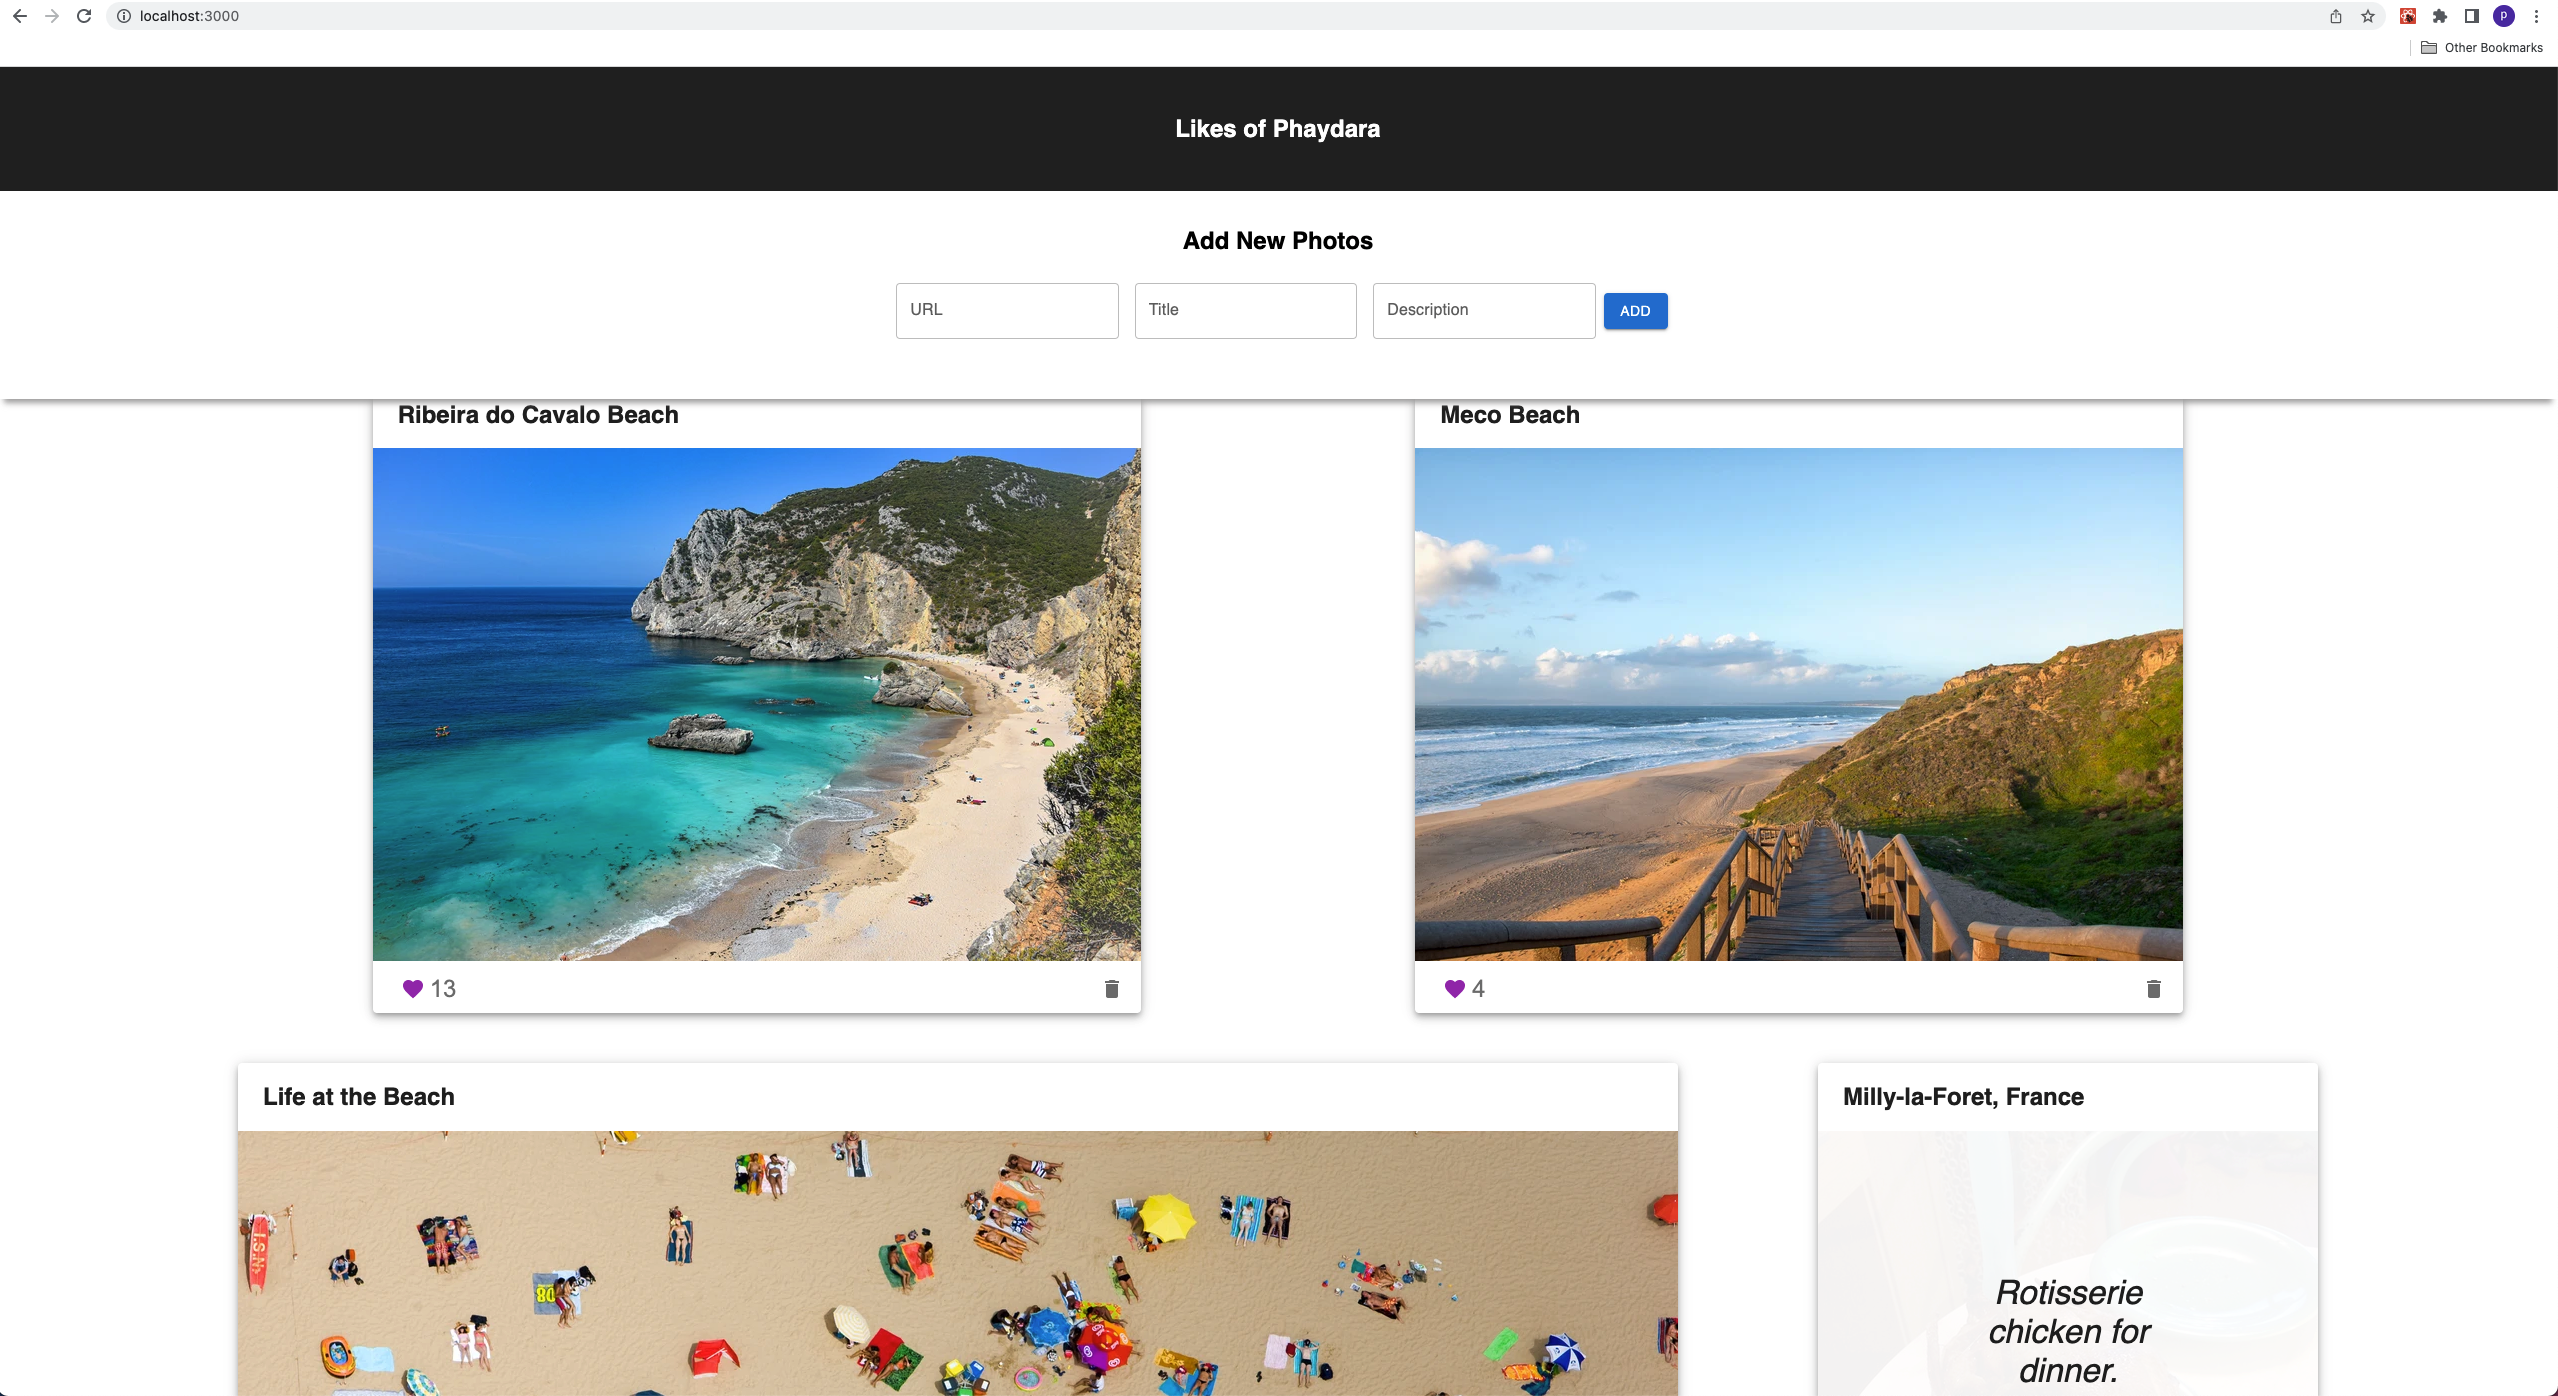 localhost:3000
P
Other Bookmarks
Likes of Phaydara
Add New Photos
URL
Title
Description
ADD
Ribeira do Cavalo Beach
Meco Beach
13
4
Life at the Beach
Milly-la-Foret, France
I.S.N.
08
Rotisserie
chicken for
dinner.